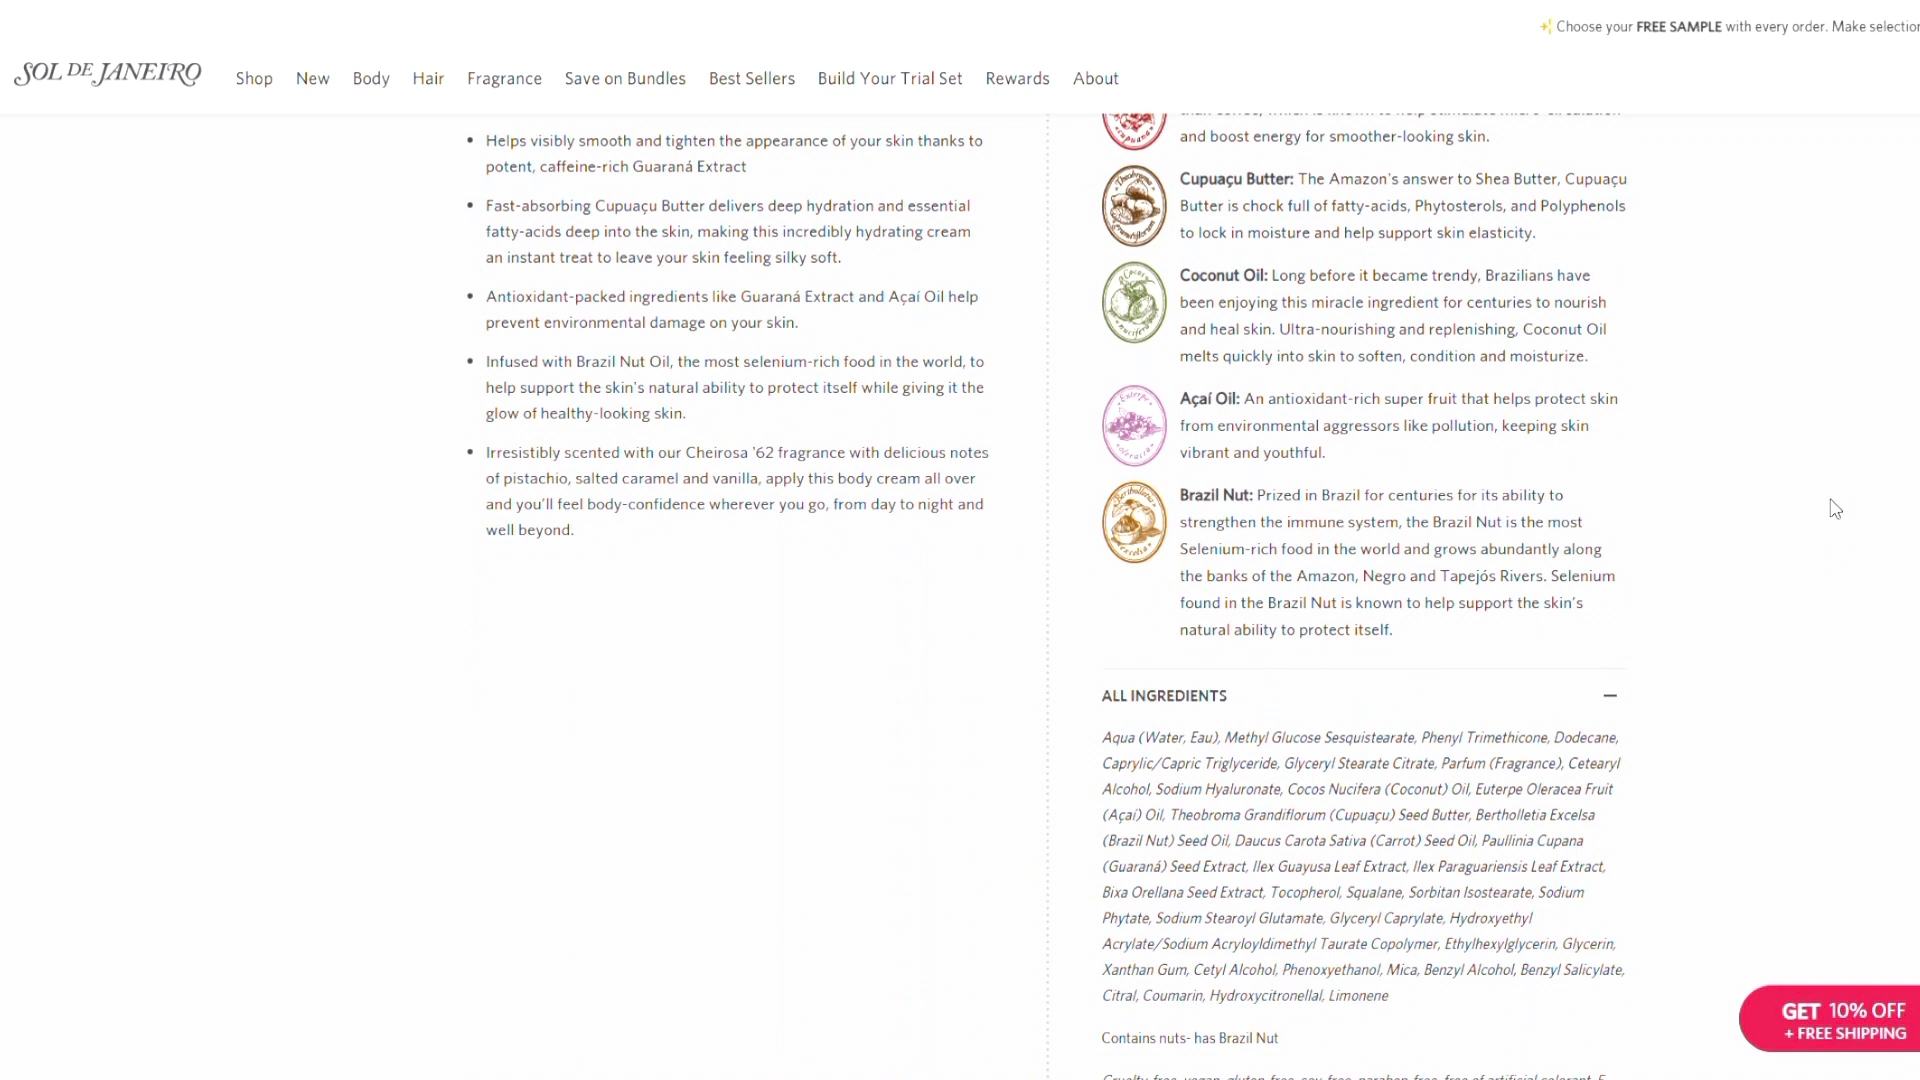 Choose your FREE SAMPLE with every order. Make selection
SOL DE JANEIRO
Shop New Body Hair Fragrance Save on Bundles Best Sellers Build Your Trial Set Rewards About
Helps visibly smooth and tighten the appearance of your skin thanks to
potent, caffeine-rich Guaraná Extract
Fast-absorbing Cupuaçu Butter delivers deep hydration and essential
fatty-acids deep into the skin, making this incredibly hydrating cream
an instant treat to leave your skin feeling silky soft.
Antioxidant-packed ingredients like Guaraná Extract and Açaí Oil help
prevent environmental damage on your skin.
Infused with Brazil Nut Oil, the most selenium-rich food in the world, to
help support the skin's natural ability to protect itself while giving it the
glow of healthy-looking skin.
Irresistibly scented with our Cheirosa '62 fragrance with delicious notes
of pistachio, salted caramel and vanilla, apply this body cream all over
and you'll feel body-confidence wherever you go, from day to night and
well beyond.
and boost energy for smoother-looking skin.
Cupuaçu Butter: The Amazon's answer to Shea Butter, Cupuaçu
Butter is chock full of fatty-acids, Phytosterols, and Polyphenols
to lock in moisture and help support skin elasticity.
Coconut Oil: Long before it became trendy, Brazilians have
been enjoying this miracle ingredient for centuries to nourish
and heal skin. Ultra-nourishing and replenishing, Coconut Oil
melts quickly into skin to soften, condition and moisturize.
Açaí Oil: An antioxidant-rich super fruit that helps protect skin
from environmental aggressors like pollution, keeping skin
vibrant and youthful.
Brazil Nut: Prized in Brazil for centuries for its ability to
strengthen the immune system, the Brazil Nut is the most
Selenium-rich food in the world and grows abundantly along
the banks of the Amazon, Negro and Tapejós Rivers. Selenium
found in the Brazil Nut is known to help support the skin's
natural ability to protect itself.
ALL INGREDIENTS
Aqua (Water, Eau), Methyl Glucose Sesquistearate, Phenyl Trimethicone, Dodecane,
Caprylic/Capric Triglyceride, Glyceryl Stearate Citrate, Parfum (Fragrance), Cetearyl
Alcohol, Sodium Hyaluronate, Cocos Nucifera (Coconut) Oil, Euterpe Oleracea Fruit
(Açaí) Oil, Theobroma Grandiflorum (Cupuaçu) Seed Butter, Bertholletia Excelsa
(Brazil Nut) Seed Oil, Daucus Carota Sativa (Carrot) Seed Oil, Paullinia Cupana
(Guaraná) Seed Extract, Ilex Guayusa Leaf Extract, Ilex Paraguariensis Leaf Extract,
Bixa Orellana Seed Extract, Tocopherol, Squalane, Sorbitan Isostearate, Sodium
Phytate, Sodium Stearoyl Glutamate, Glyceryl Caprylate, Hydroxyethyl
Acrylate/Sodium Acryloyldimethyl Taurate Copolymer, Ethylhexylglycerin, Glycerin,
Xanthan Gum, Cetyl Alcohol, Phenoxyethanol, Mica, Benzyl Alcohol, Benzyl Salicylate,
Citral, Coumarin, Hydroxycitronellal, Limonene
Contains nuts- has Brazil Nut
GET 10% OFF
+ FREE SHIPPING